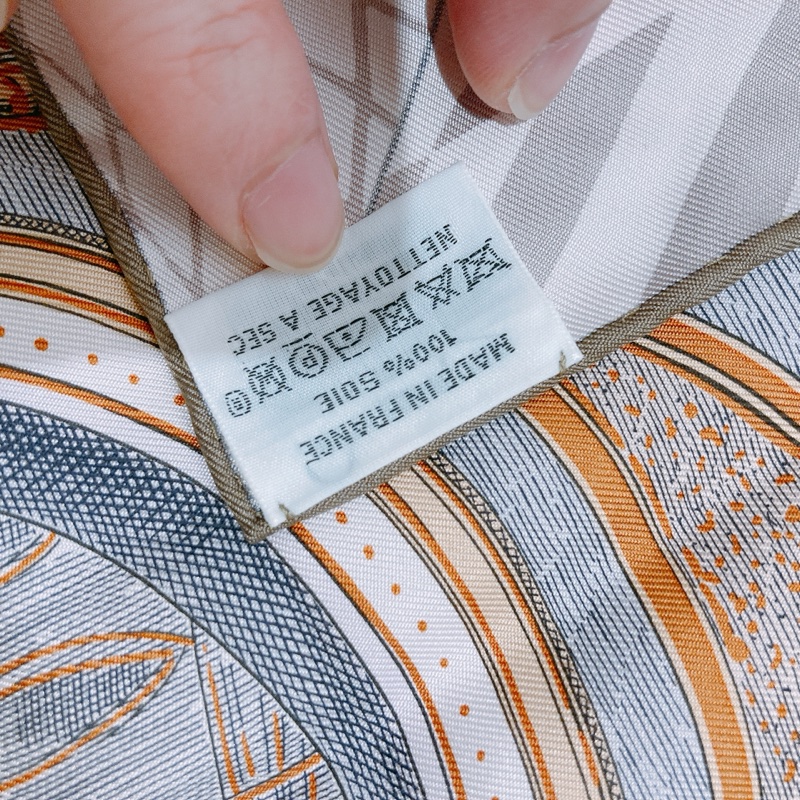 MADE IN FRANCE
100% SOIE
NETTOYAGE A SEC